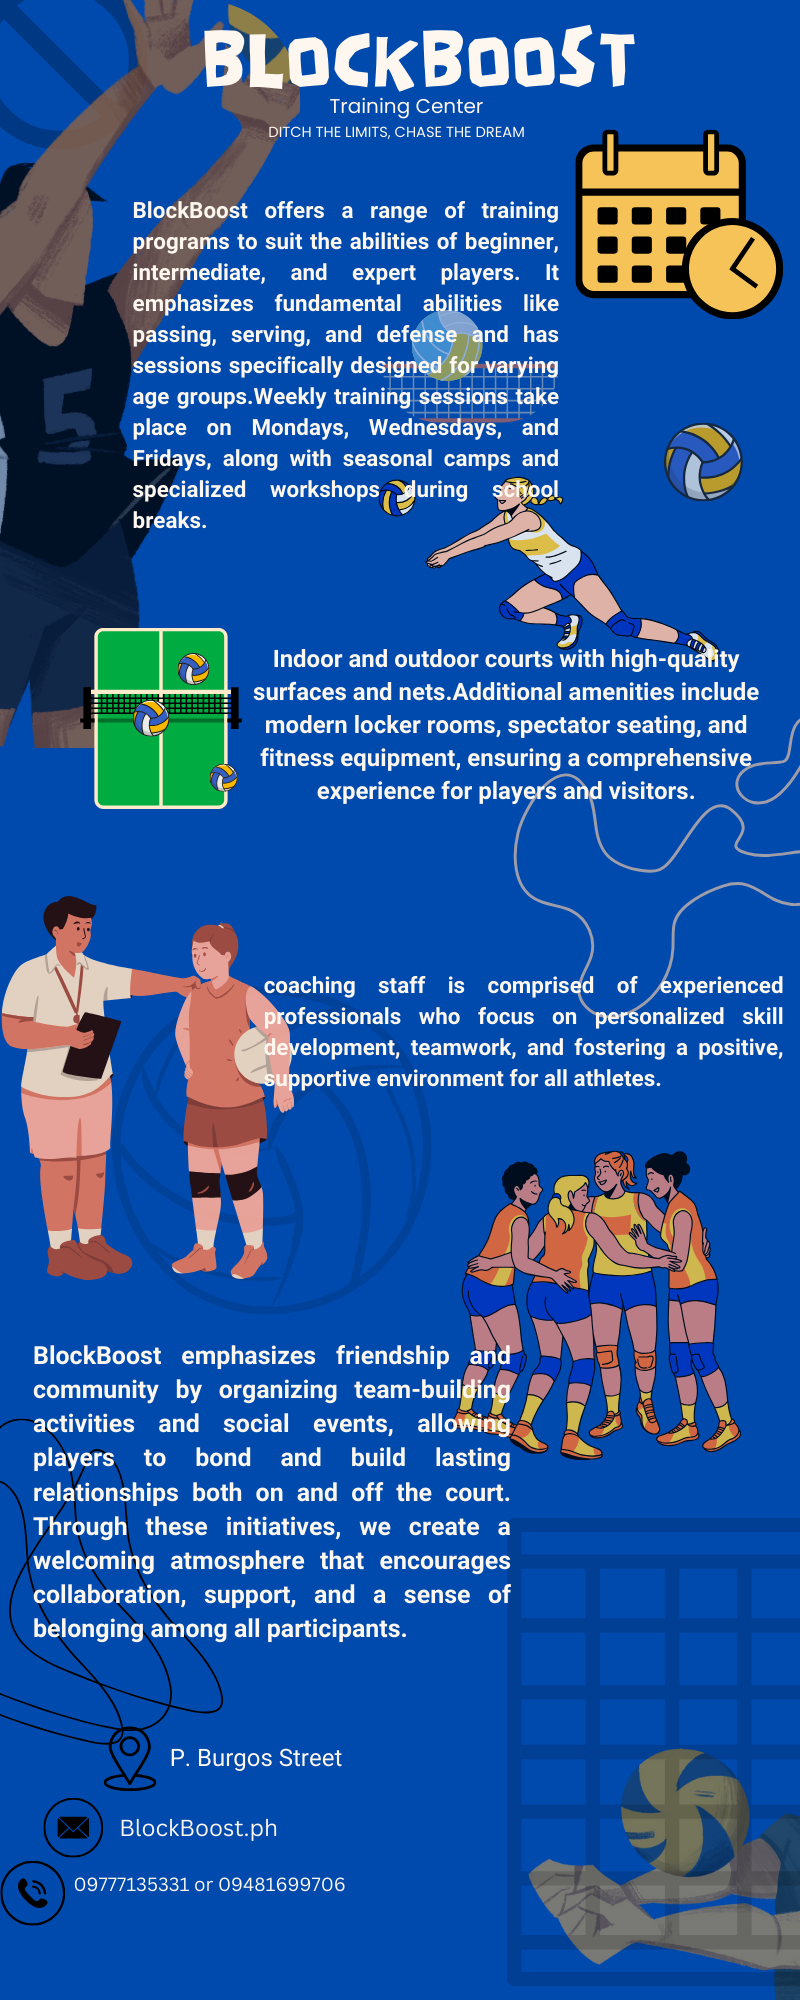 BLOCKBOOST
Training Center
DITCH THE LIMITS, CHASE THE DREAM
BlockBoost offers a range of training
programs to suit the abilities of beginner,
intermediate, and expert players. It
emphasizes fundamental abilities like
passing, serving, and defense and has
sessions specifically designed for varying
age groups.Weekly training sessions take
place on Mondays, Wednesdays, and
Fridays, along with seasonal camps and
specialized workshops during school
breaks.
5
Indoor and outdoor courts with high-quality
surfaces and nets.Additional amenities include
modern locker rooms, spectator seating, and
fitness equipment, ensuring a comprehensive
experience for players and visitors.
coaching staff is comprised of experienced
professionals who focus on personalized skill
development, teamwork, and fostering a positive,
supportive environment for all athletes.
BlockBoost emphasizes friendship and
community by organizing team-building
activities and social events, allowing
players to bond and build lasting
relationships both on and off the court.
Through these initiatives, we create a
welcoming atmosphere that encourages
collaboration, support, and a sense of
belonging among all participants.
P. Burgos Street
BlockBoost.ph
09777135331 or 09481699706